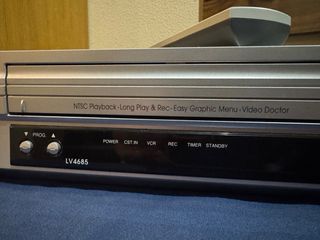 NTSC Playback•Long Play & Rec•Easy Graphic Menu•Video Doctor
▼ PROG. ▲
POWER CST.IN VCR REC TIMER STANDBY
LV4685